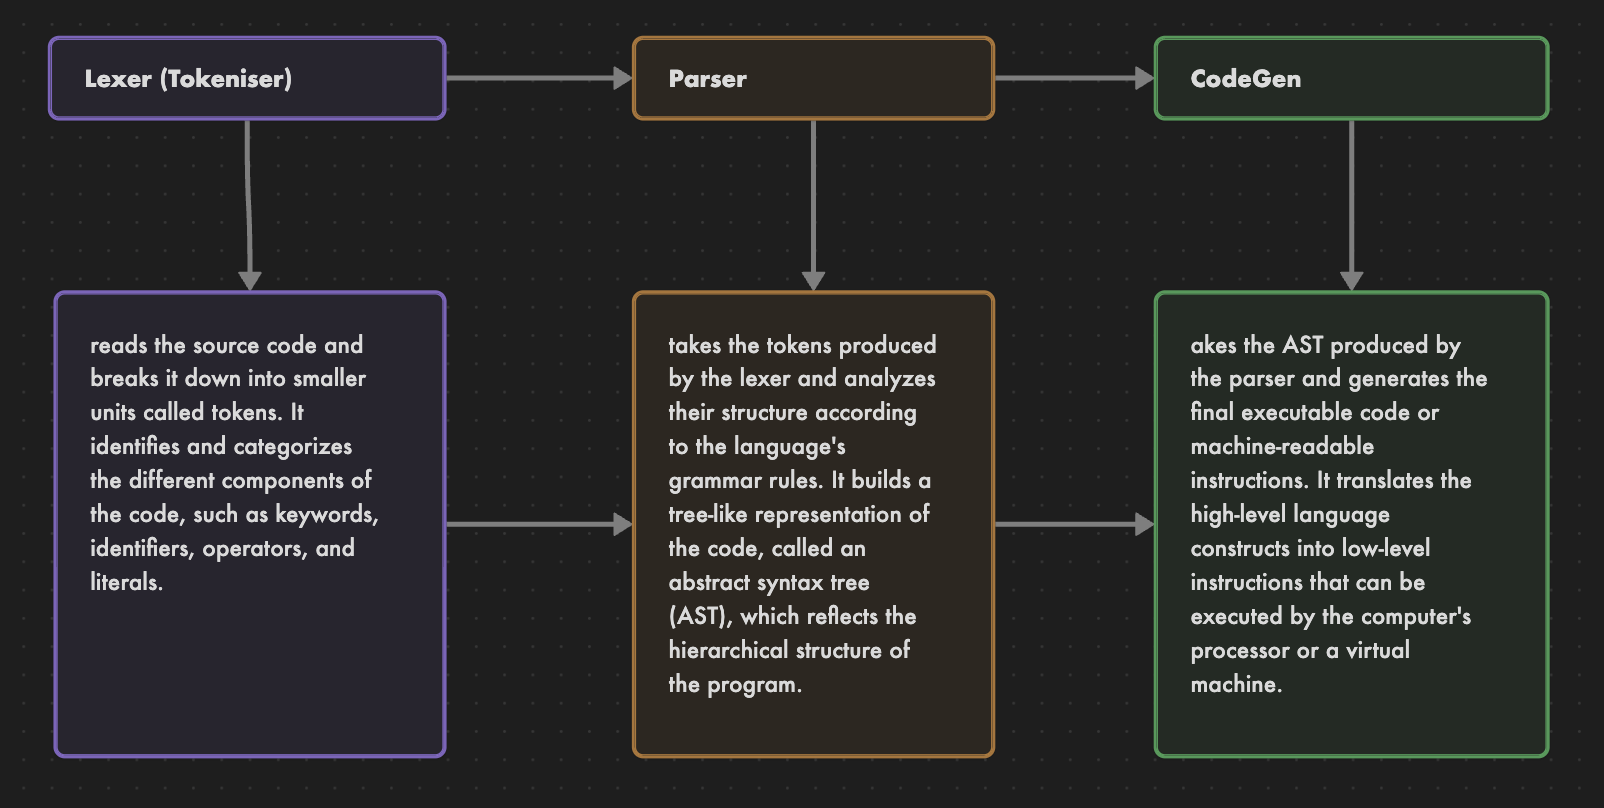 Lexer (Tokeniser)
Parser
CodeGen
reads the source code and
breaks it down into smaller
units called tokens. It
identifies and categorizes
the different components of
the code, such as keywords,
identifiers, operators, and
literals.
takes the tokens produced
by the lexer and analyzes
their structure according
to the language's
grammar rules. It builds a
tree-like representation of
the code, called an
abstract syntax tree
(AST), which reflects the
hierarchical structure of
the program.
akes the AST produced by
the parser and generates the
final executable code or
machine-readable
instructions. It translates the
high-level language
constructs into low-level
instructions that can be
executed by the computer's
processor or a virtual
machine.